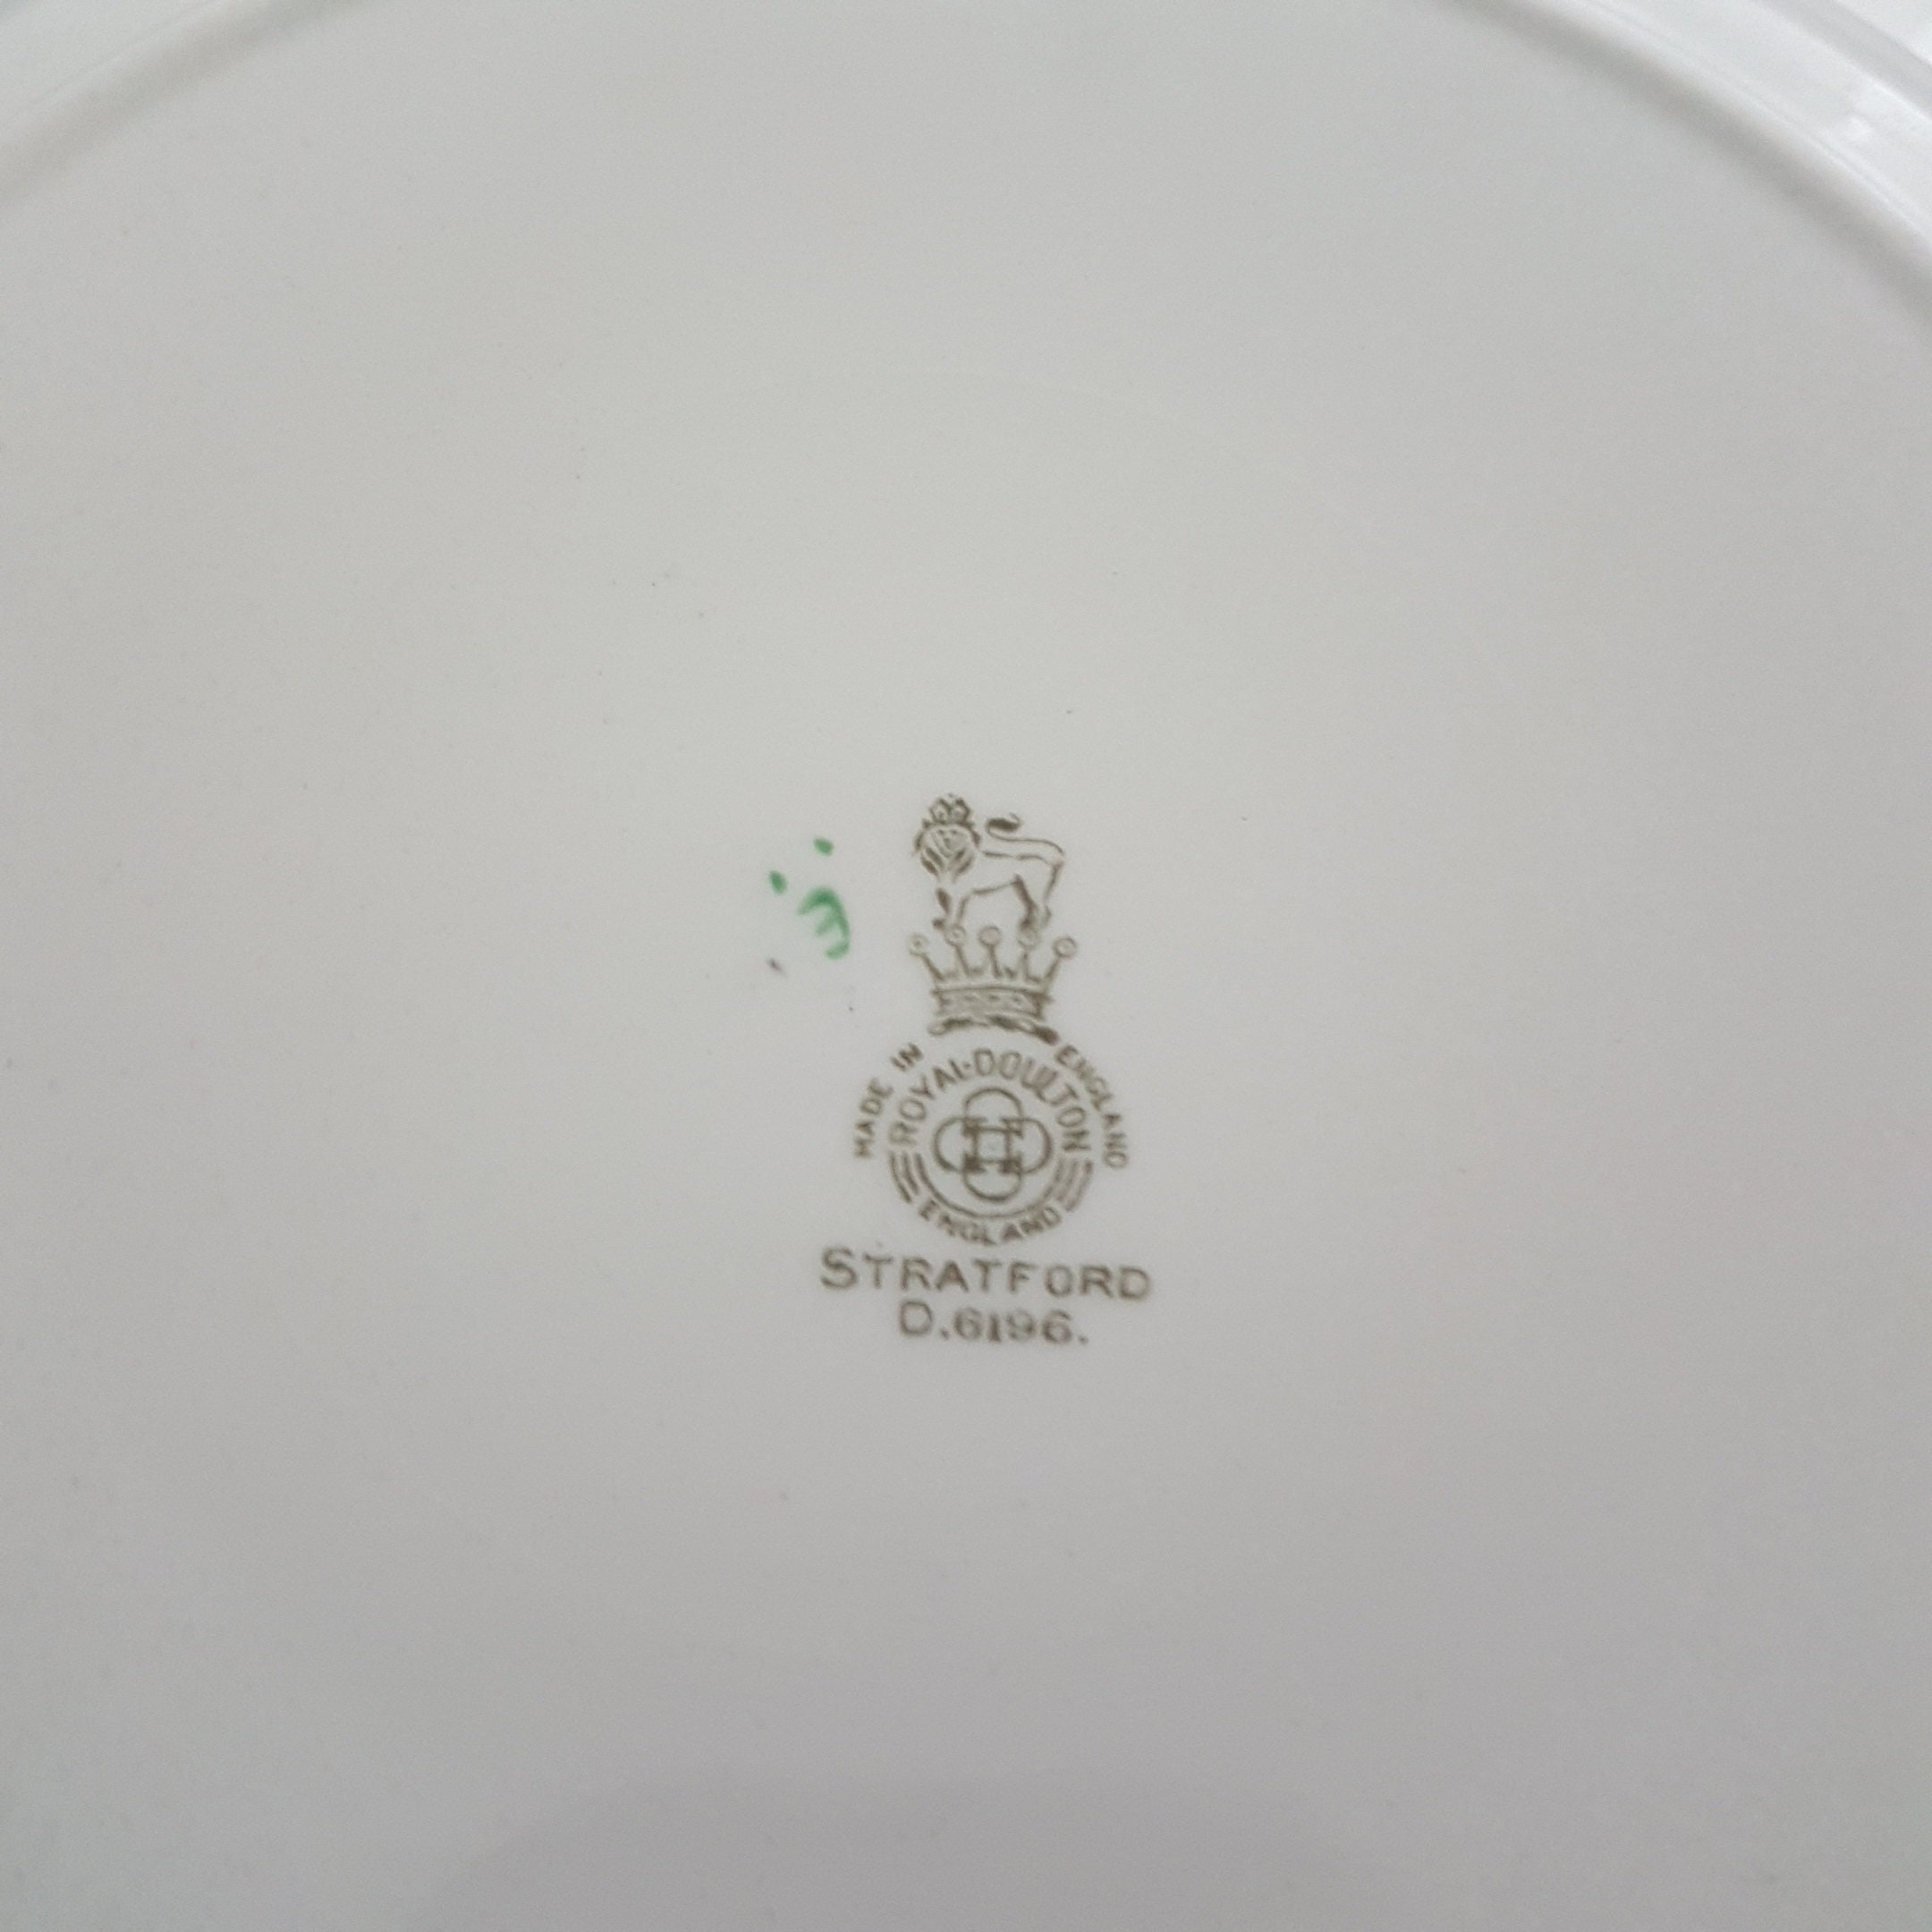 MADE IN ENGLAND
ROYAL·DOULTON
ENGLAND
STRATFORD
D.6196.